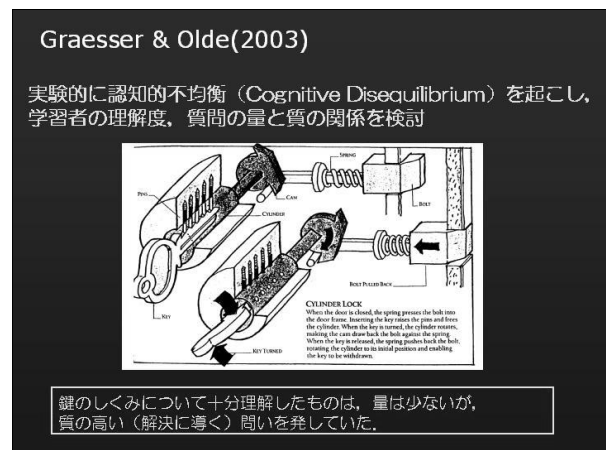 Graesser & Olde(2003)
実験的に認知的不均衡（Cognitive Disequilibrium）を起こし，
学習者の理解度，質問の量と質の関係を検討
SPRING
PINS
CAM
BOLT
CYLINDER
BOLT PULLED BACK
KEY
KEY TURNED
CYLINDER LOCK
When the door is closed, the spring presses the bolt into
the door frame. Inserting the key raises the pins and frees
the cylinder. When the key is turned, the cylinder rotates,
making the cam draw back the bolt against the spring.
When the key is released, the spring pushes back the bolt,
rotating the cylinder to its initial position and enabling
the key to be withdrawn.
鍵のしくみについて十分理解したものは，量は少ないが，
質の高い（解決に導く）問いを発していた．